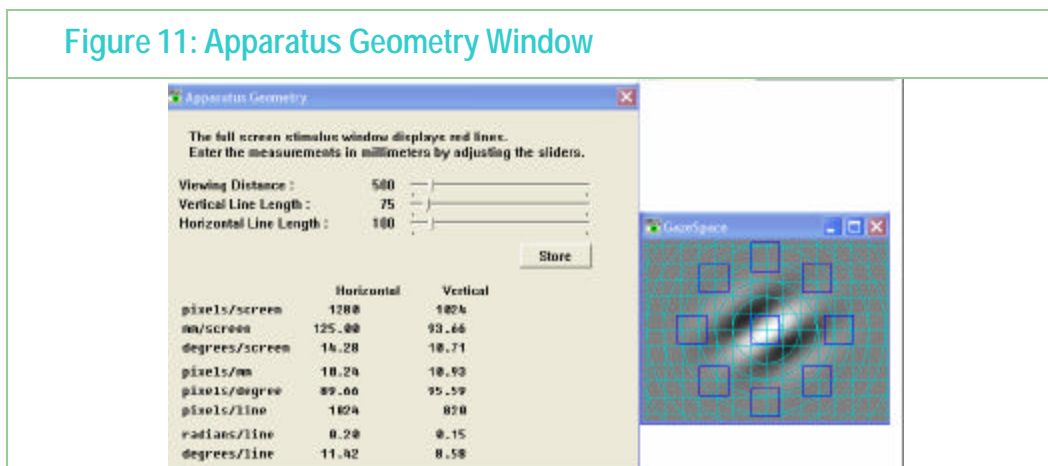 Figure 11: Apparatus Geometry Window
Apparatus Geometry
The full screen stimulus window displays red lines.
Enter the measurements in millimeters by adjusting the sliders.
Viewing Distance : 500
Vertical Line Length : 75
Horizontal Line Length : 100
Store
GazeSpace
Horizontal Vertical
pixels/screen 1280 1024
mm/screen 125.00 93.66
degrees/screen 14.28 10.71
pixels/mm 10.24 10.93
pixels/degree 89.66 95.59
pixels/line 1024 820
radians/line 0.20 0.15
degrees/line 11.42 8.58